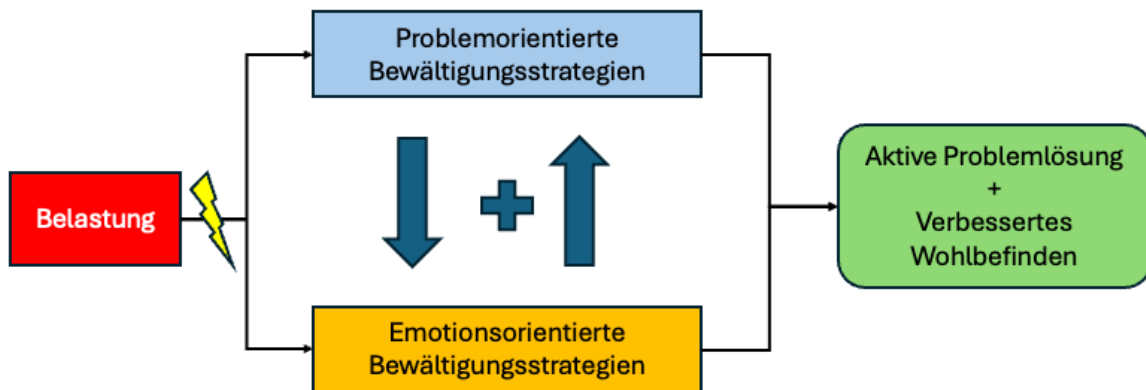 Problemorientierte
Bewältigungsstrategien
Belastung
Aktive Problemlösung
+
Verbessertes
Wohlbefinden
Emotionsorientierte
Bewältigungsstrategien